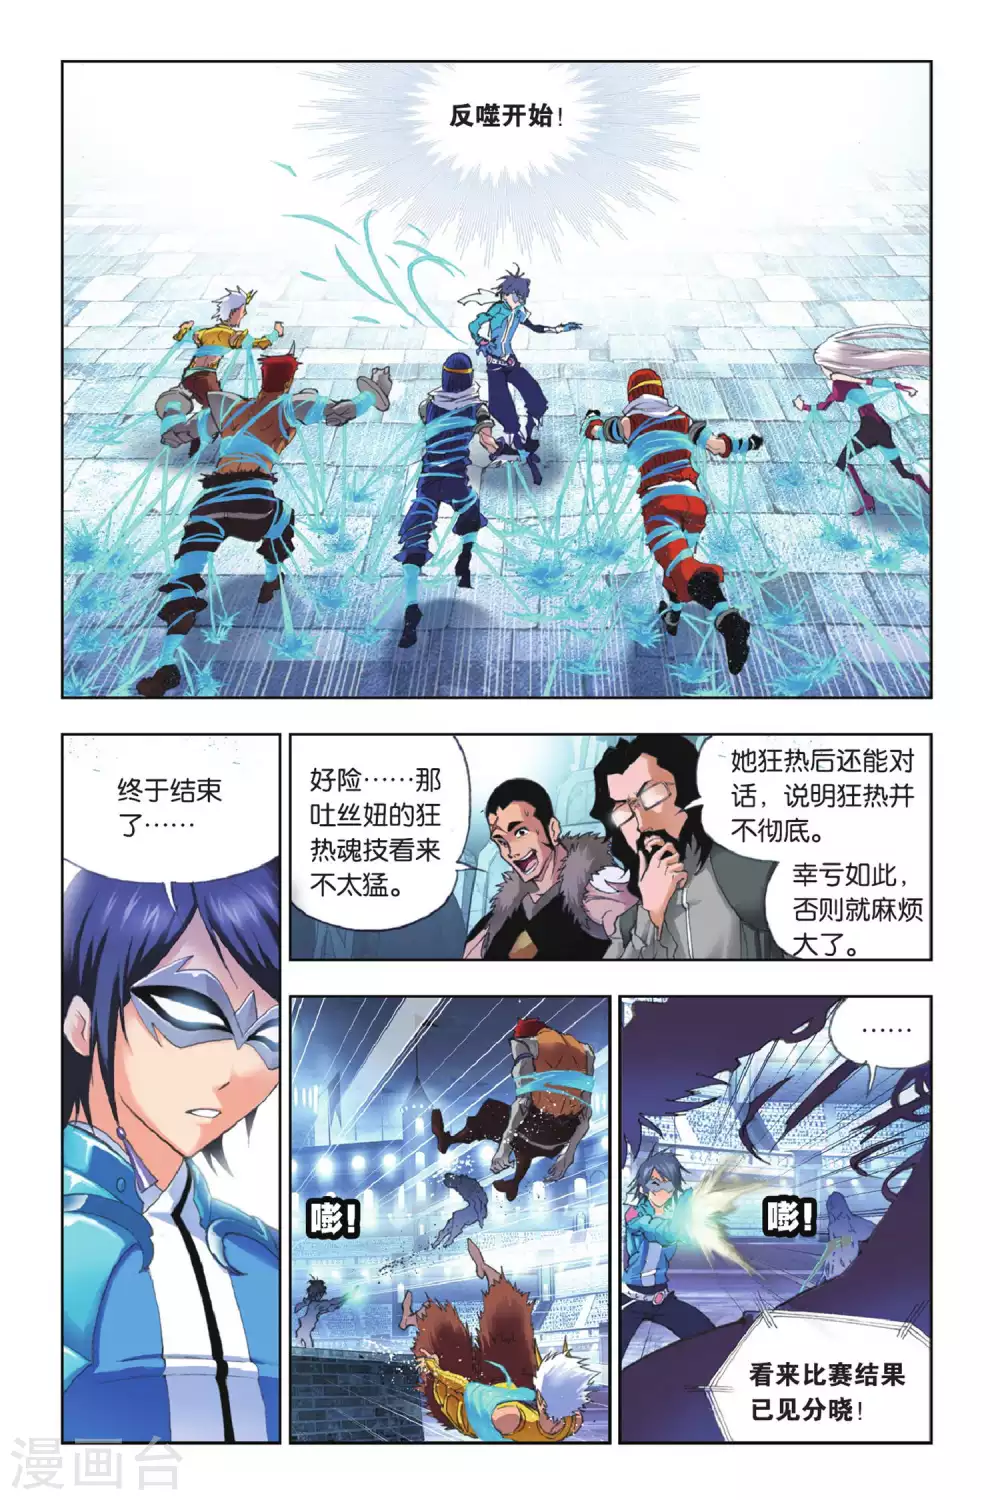 反噬开始！
终于结束
了……
好险……那
吐丝妞的狂
热魂技看来
不太猛。
她狂热后还能对
话，说明狂热并
不彻底。
幸亏如此，
否则就麻烦
大了。
嘭！
……
嘭！
看来比赛结果
已见分晓！
漫画台